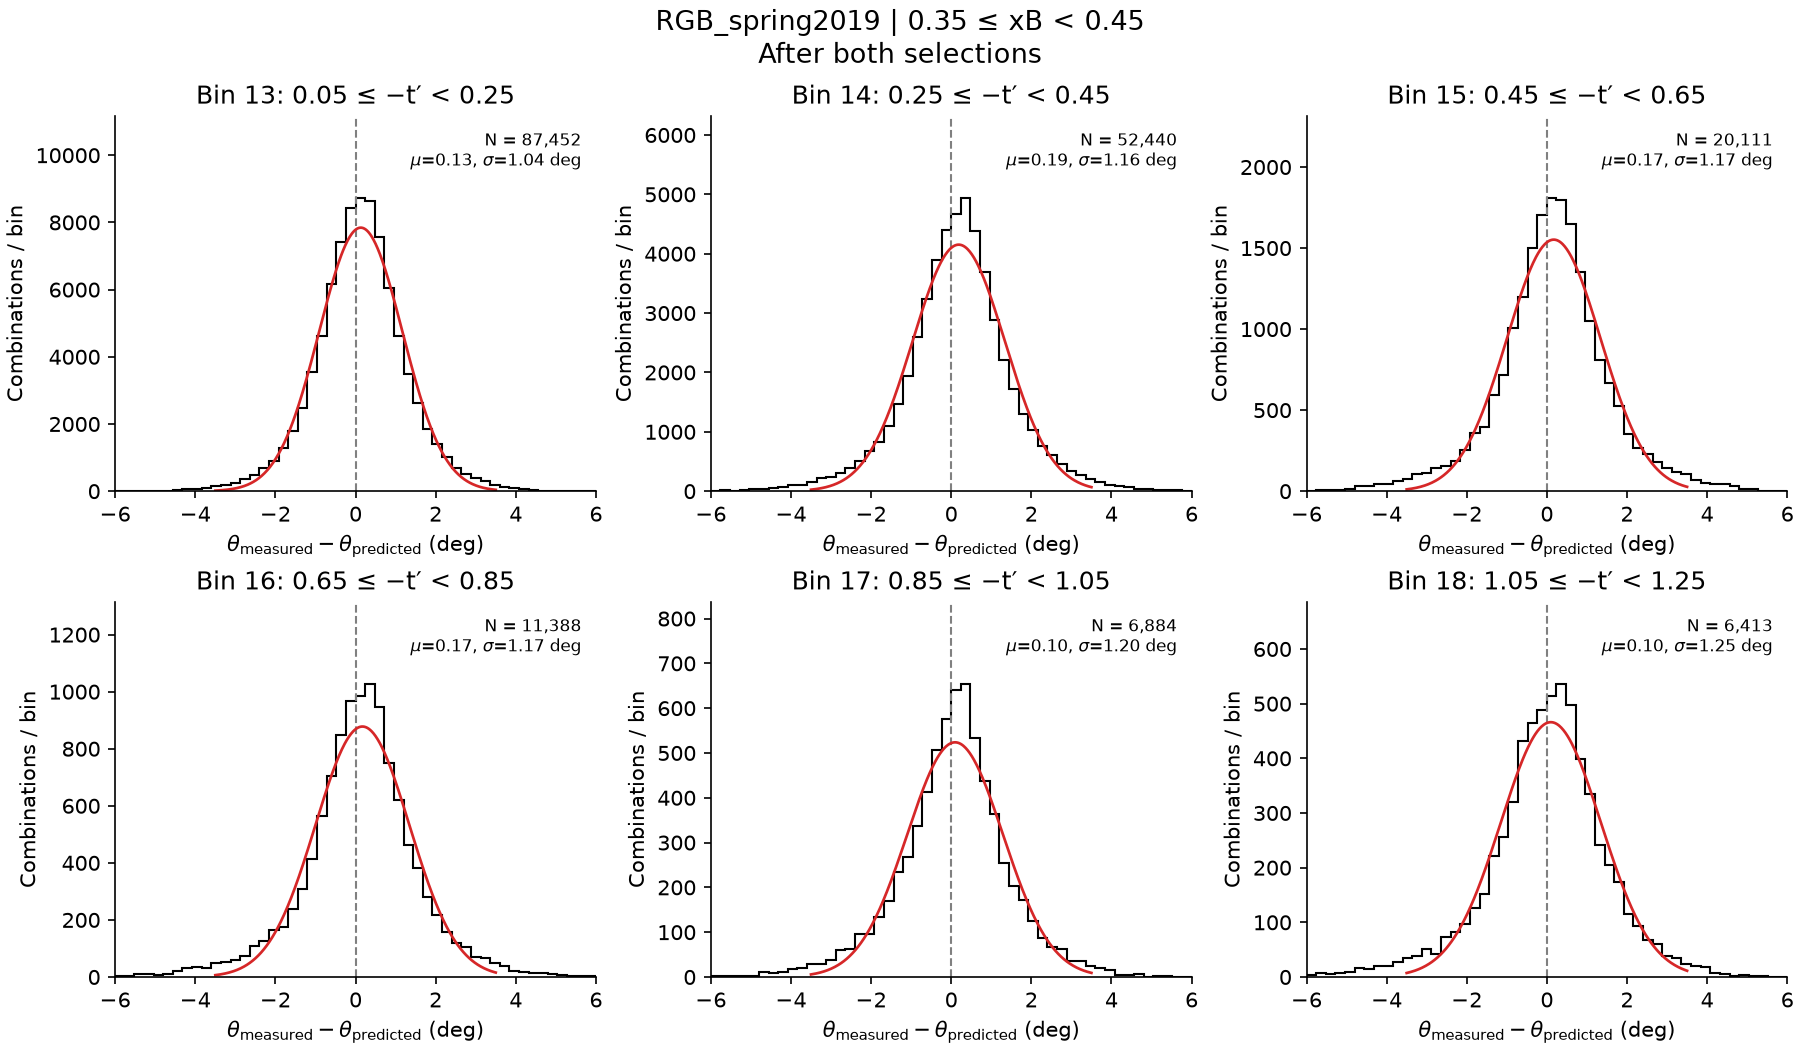 RGB_spring2019 | 0.35 ≤ xB < 0.45
After both selections
Bin 13: 0.05 ≤ −t′ < 0.25
N = 87,452
μ=0.13, σ=1.04 deg
Combinations / bin
10000
8000
6000
4000
2000
0
−6 −4 −2 0 2 4 6
θmeasured − θpredicted (deg)
Bin 14: 0.25 ≤ −t′ < 0.45
N = 52,440
μ=0.19, σ=1.16 deg
Combinations / bin
6000
5000
4000
3000
2000
1000
0
−6 −4 −2 0 2 4 6
θmeasured − θpredicted (deg)
Bin 15: 0.45 ≤ −t′ < 0.65
N = 20,111
μ=0.17, σ=1.17 deg
Combinations / bin
2000
1500
1000
500
0
−6 −4 −2 0 2 4 6
θmeasured − θpredicted (deg)
Bin 16: 0.65 ≤ −t′ < 0.85
N = 11,388
μ=0.17, σ=1.17 deg
Combinations / bin
1200
1000
800
600
400
200
0
−6 −4 −2 0 2 4 6
θmeasured − θpredicted (deg)
Bin 17: 0.85 ≤ −t′ < 1.05
N = 6,884
μ=0.10, σ=1.20 deg
Combinations / bin
800
700
600
500
400
300
200
100
0
−6 −4 −2 0 2 4 6
θmeasured − θpredicted (deg)
Bin 18: 1.05 ≤ −t′ < 1.25
N = 6,413
μ=0.10, σ=1.25 deg
Combinations / bin
600
500
400
300
200
100
0
−6 −4 −2 0 2 4 6
θmeasured − θpredicted (deg)